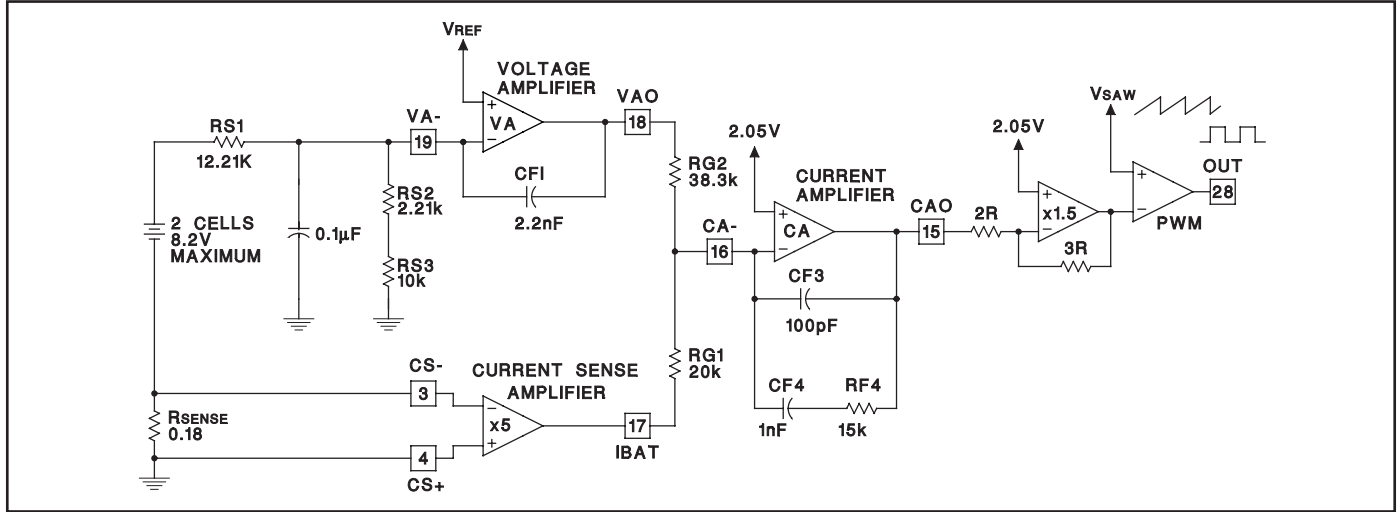 VREF
VOLTAGE
AMPLIFIER
+
VA
−
VA-
19
VAO
18
RS1
12.21K
CF1
2.2nF
RS2
2.21k
0.1µF
RS3
10k
2 CELLS
8.2V
MAXIMUM
RG2
38.3k
CA-
16
2.05V
CURRENT
AMPLIFIER
+
CA
−
CAO
15
2R
2.05V
+
x1.5
−
3R
VSAW
+
−
PWM
OUT
28
CF3
100pF
CF4
1nF
RF4
15k
RG1
20k
CS-
3
CURRENT SENSE
AMPLIFIER
−
x5
+
17
IBAT
RSENSE
0.18
4
CS+